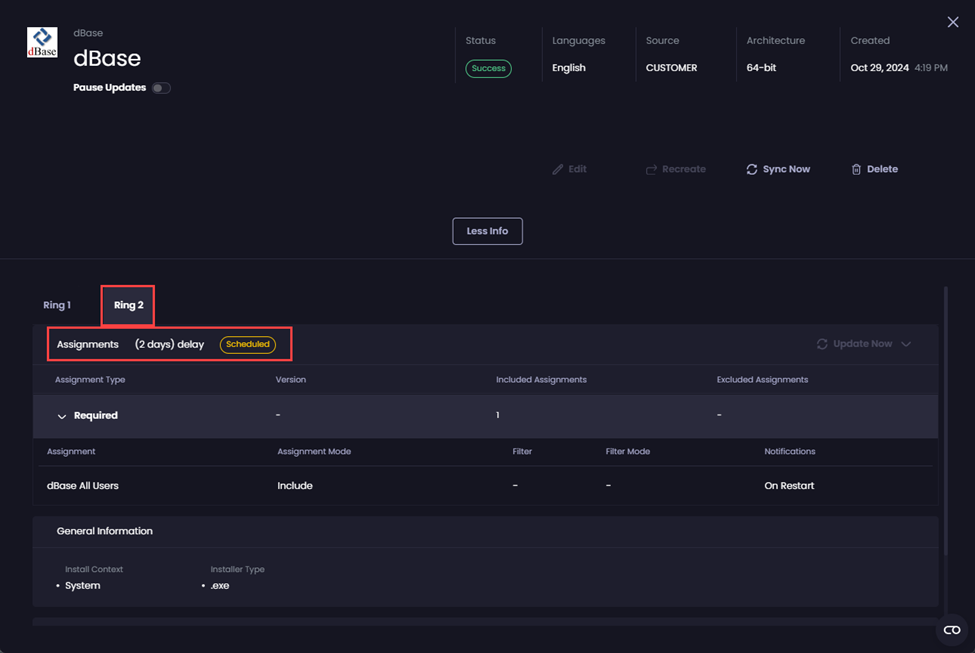 dBase
dBase
dBase
Pause Updates
Status
Success
Languages
English
Source
CUSTOMER
Architecture
64-bit
Created
Oct 29, 2024 4:19 PM
Edit
Recreate
Sync Now
Delete
Less Info
Ring 1
Ring 2
Assignments (2 days) delay Scheduled
Update Now
Assignment Type Version Included Assignments Excluded Assignments
Required - 1 -
Assignment Assignment Mode Filter Filter Mode Notifications
dBase All Users Include - - On Restart
General Information
Install Context Installer Type
• System • .exe